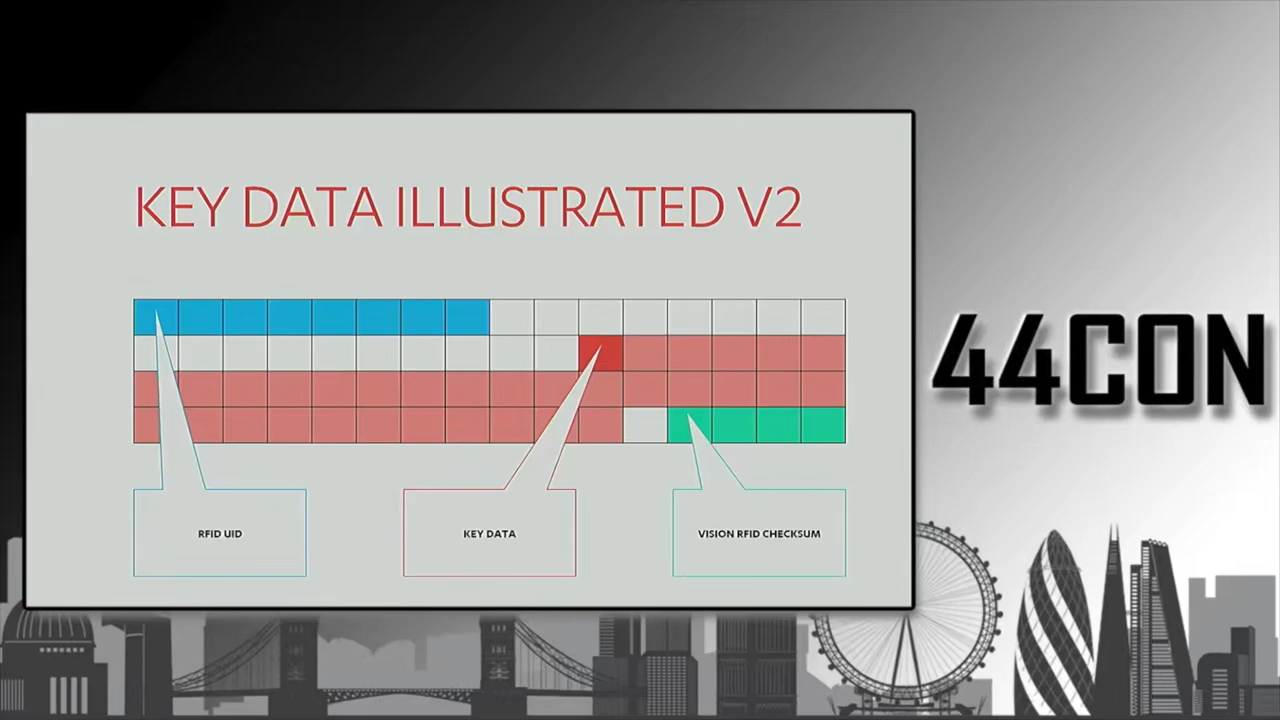 KEY DATA ILLUSTRATED V2
44CON
RFID UID
KEY DATA
VISION RFID CHECKSUM